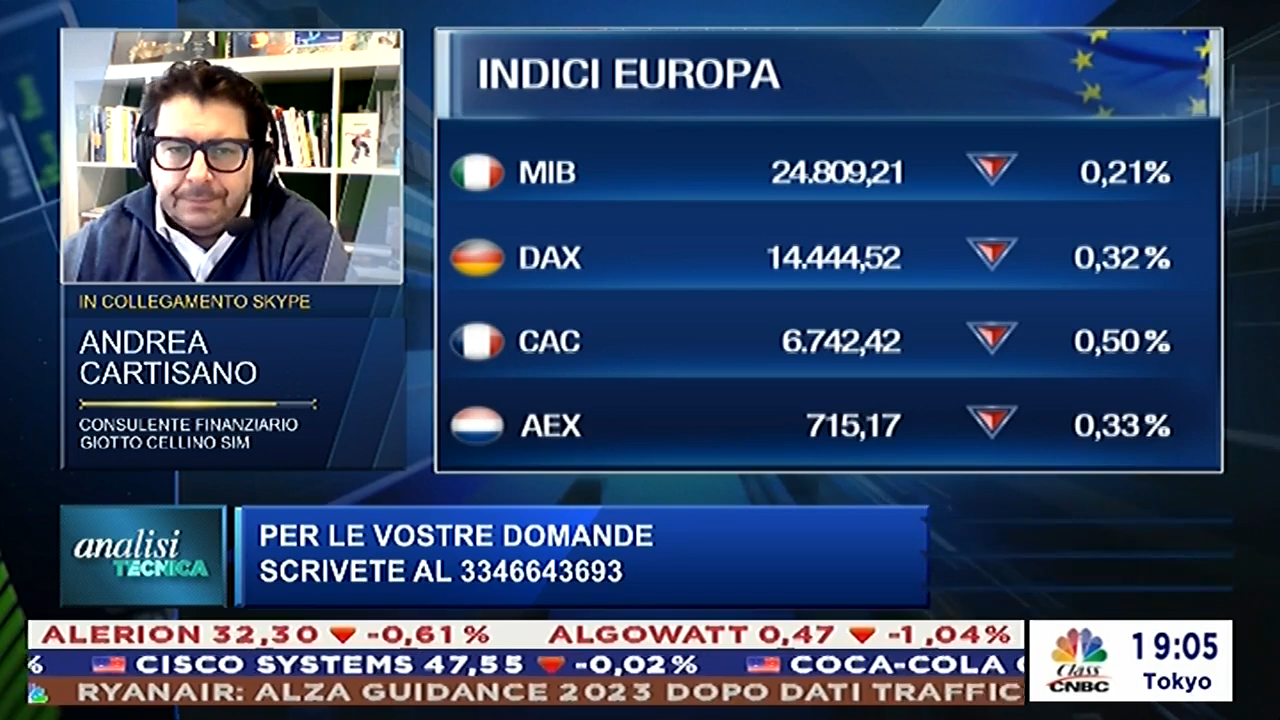 INDICI EUROPA
MIB 24.809,21 0,21%
DAX 14.444,52 0,32%
CAC 6.742,42 0,50%
AEX 715,17 0,33%
IN COLLEGAMENTO SKYPE
ANDREA
CARTISANO
CONSULENTE FINANZIARIO
GIOTTO CELLINO SIM
analisi
TECNICA
PER LE VOSTRE DOMANDE
SCRIVETE AL 3346643693
ALERION 32,30 -0,61% ALGOWATT 0,47 -1,04%
% CISCO SYSTEMS 47,55 -0,02% COCA-COLA
RYANAIR: ALZA GUIDANCE 2023 DOPO DATI TRAFFIC
Class
CNBC
19:05
Tokyo